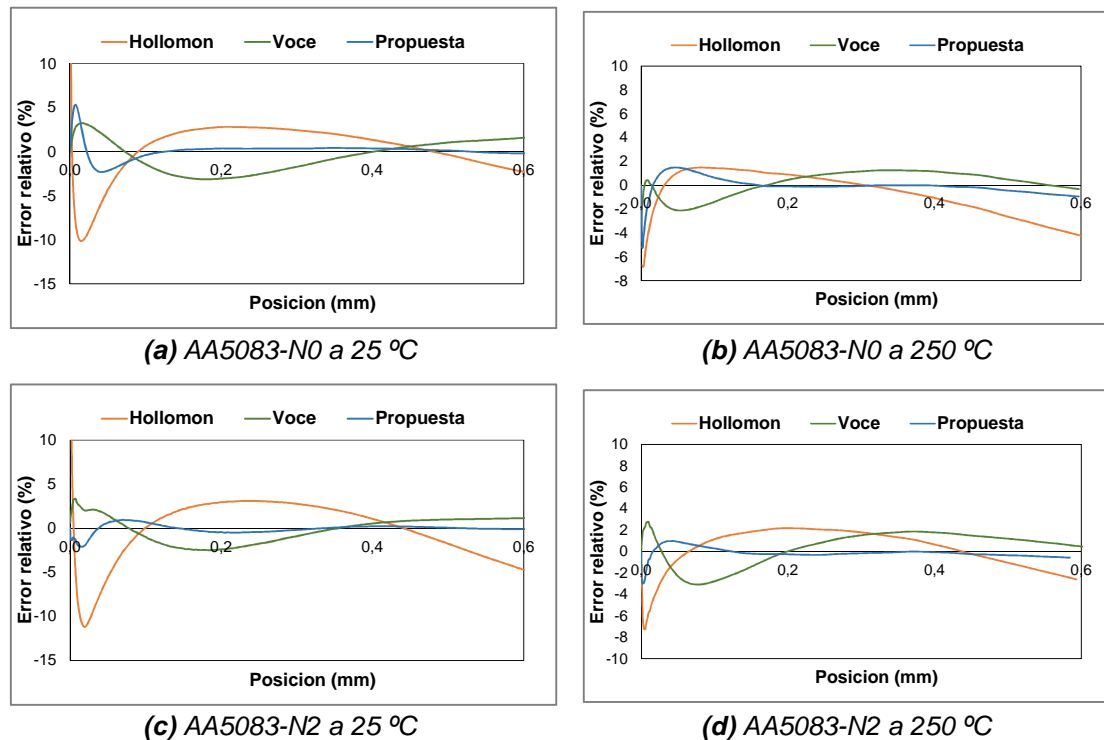 Hollomon Voce Propuesta
10
5
0
-5
-10
-15
0,0 0,2 0,4 0,6
Error relativo (%)
Posicion (mm)
(a) AA5083-N0 a 25 ºC
Hollomon Voce Propuesta
10
8
6
4
2
0
-2
-4
-6
-8
0,0 0,2 0,4 0,6
Error relativo (%)
Posicion (mm)
(b) AA5083-N0 a 250 ºC
Hollomon Voce Propuesta
10
5
0
-5
-10
-15
0,0 0,2 0,4 0,6
Error relativo (%)
Posicion (mm)
(c) AA5083-N2 a 25 ºC
Hollomon Voce Propuesta
10
8
6
4
2
0
-2
-4
-6
-8
-10
0,0 0,2 0,4 0,6
Error relativo (%)
Posicion (mm)
(d) AA5083-N2 a 250 ºC